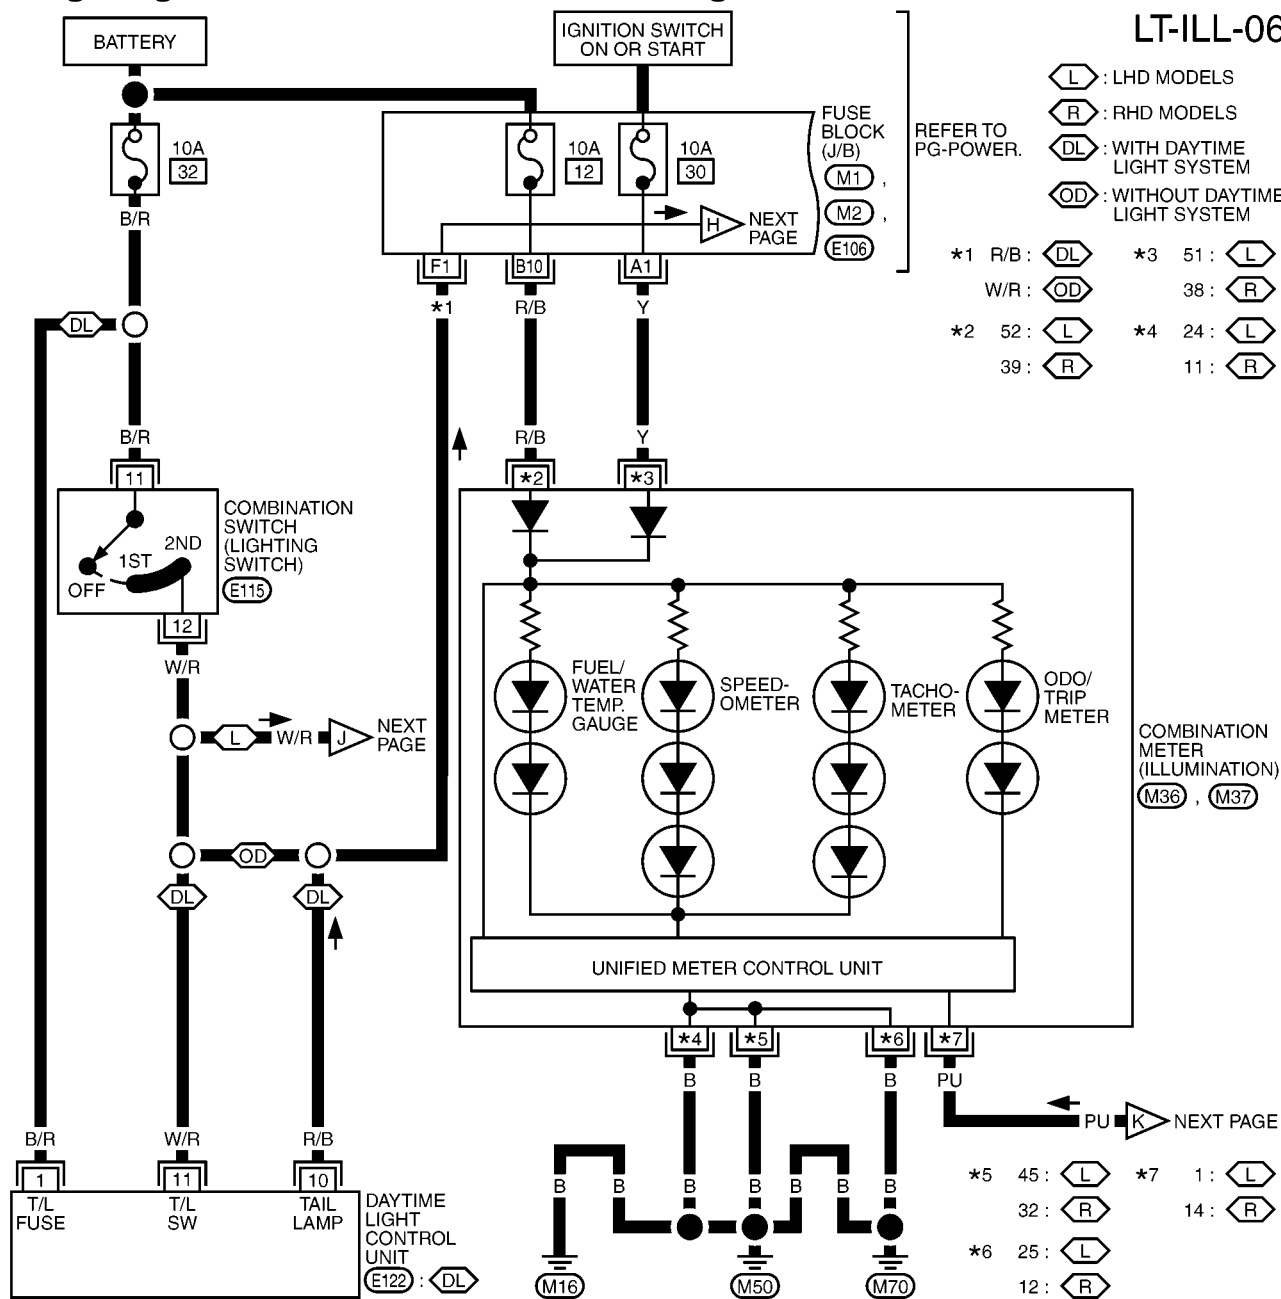 LT-ILL-06
BATTERY
IGNITION SWITCH
ON OR START
L : LHD MODELS
R : RHD MODELS
DL : WITH DAYTIME
LIGHT SYSTEM
OD : WITHOUT DAYTIME
LIGHT SYSTEM
10A
32
10A
12
10A
30
FUSE
BLOCK
(J/B)
M1 ,
M2 ,
E106
REFER TO
PG-POWER.
H
NEXT
PAGE
F1
B10
A1
*1 R/B : DL
W/R : OD
*2 52 : L
39 : R
*3 51 : L
38 : R
*4 24 : L
11 : R
B/R
*1
R/B
Y
DL
B/R
R/B
Y
11
*2
*3
COMBINATION
SWITCH
(LIGHTING
SWITCH)
E115
OFF
1ST
2ND
12
W/R
L
W/R
J
NEXT
PAGE
OD
DL
DL
FUEL/
WATER
TEMP.
GAUGE
SPEED-
OMETER
TACHO-
METER
ODO/
TRIP
METER
COMBINATION
METER
(ILLUMINATION)
M36 , M37
UNIFIED METER CONTROL UNIT
*4
*5
*6
*7
B
B
B
PU
PU
K
NEXT PAGE
B/R
W/R
R/B
1
11
10
T/L
FUSE
T/L
SW
TAIL
LAMP
DAYTIME
LIGHT
CONTROL
UNIT
E122 : DL
B
B
B
B
B
B
B
M16
M50
M70
*5 45 : L
32 : R
*6 25 : L
12 : R
*7 1 : L
14 : R